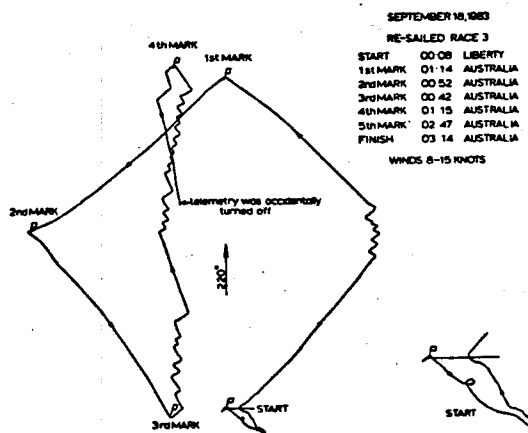 SEPTEMBER 18, 1983
RE-SAILED RACE 3
START 00·08 LIBERTY
1st MARK 01·14 AUSTRALIA
2nd MARK 00 52 AUSTRALIA
3rd MARK 00 42 AUSTRALIA
4th MARK 01 15 AUSTRALIA
5th MARK 02 47 AUSTRALIA
FINISH 03 14 AUSTRALIA
WINDS 8-15 KNOTS
4th MARK
1st MARK
telemetry was accidentally
turned off
2nd MARK
220°
START
3rd MARK
START